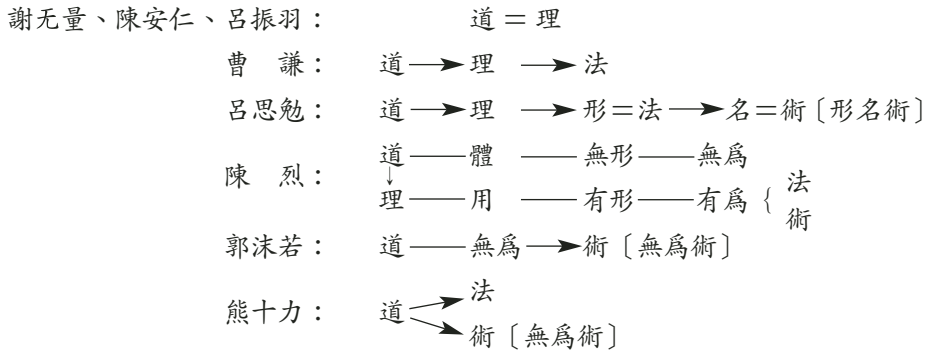 謝无量、陳安仁、呂振羽：　道＝理
曹　謙：　道→理→法
呂思勉：　道→理→形＝法→名＝術〔形名術〕
陳　烈：　道——體——無形——無爲
↓
理——用——有形——有爲｛法
術
郭沫若：　道——無爲→術〔無爲術〕
熊十力：　道→法
→術〔無爲術〕